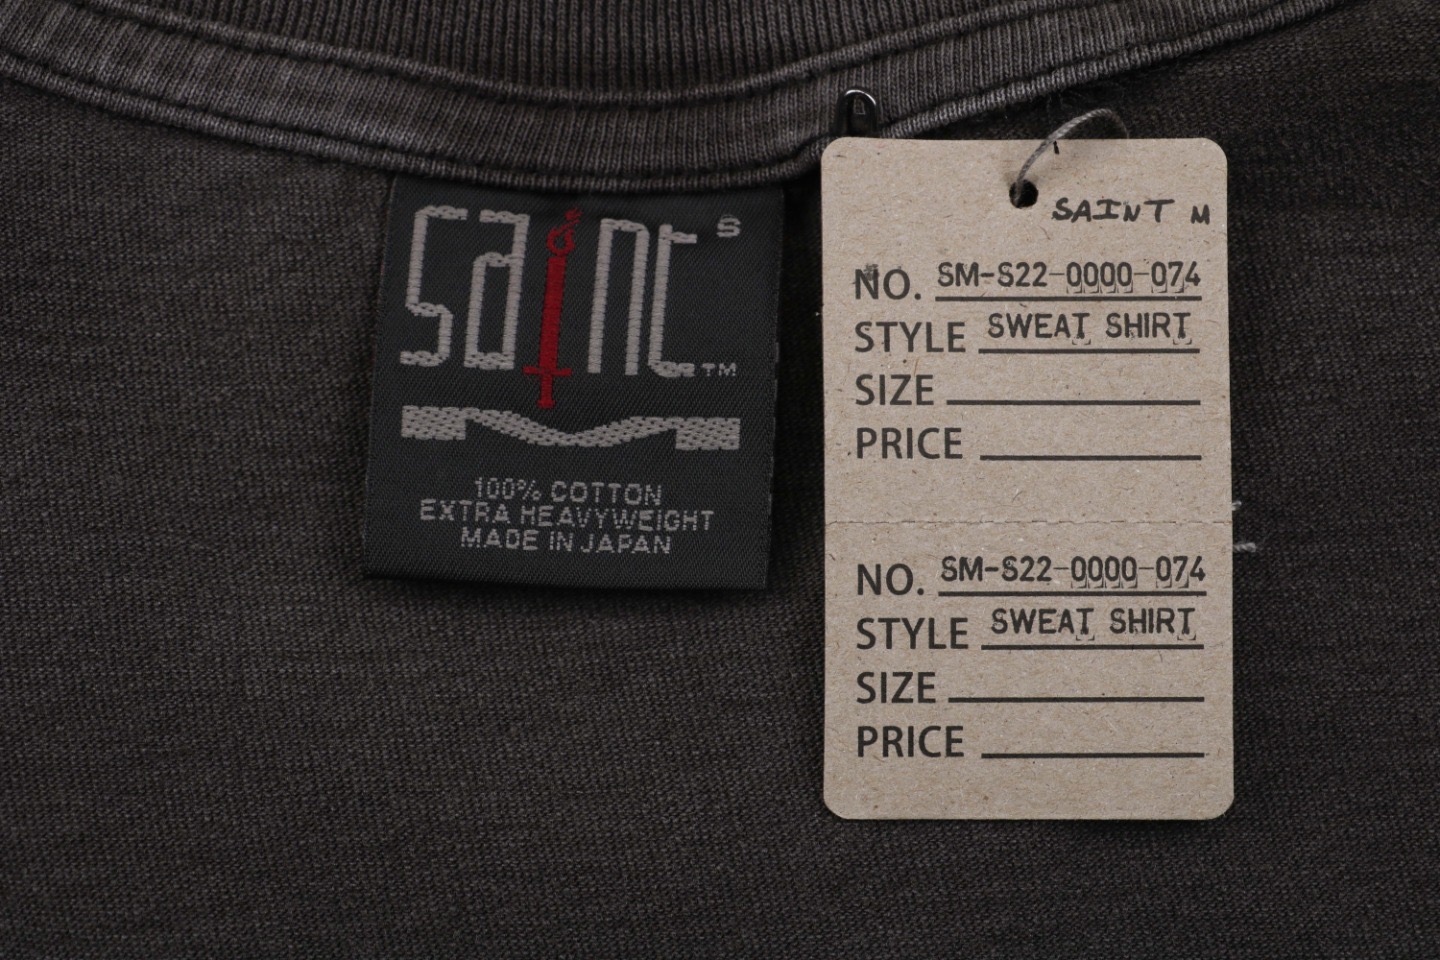 saint S
TM
100% COTTON
EXTRA HEAVYWEIGHT
MADE IN JAPAN
SAINT M
NO. SM-S22-0000-074
STYLE SWEAT SHIRT
SIZE
PRICE
NO. SM-S22-0000-074
STYLE SWEAT SHIRT
SIZE
PRICE